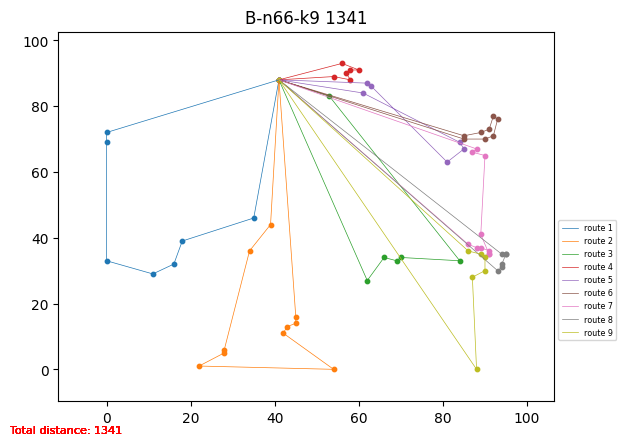 B-n66-k9 1341
100
80
60
40
20
0
0 20 40 60 80 100
route 1
route 2
route 3
route 4
route 5
route 6
route 7
route 8
route 9
Total distance: 1341